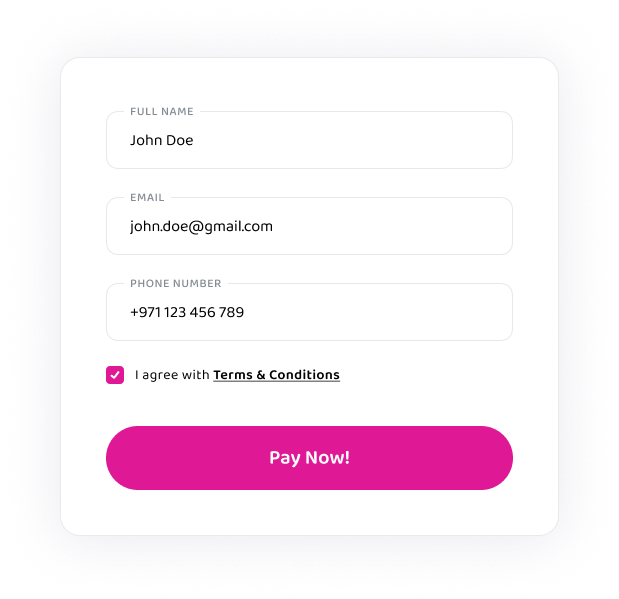 FULL NAME
John Doe
EMAIL
john.doe@gmail.com
PHONE NUMBER
+971 123 456 789
I agree with Terms & Conditions
Pay Now!